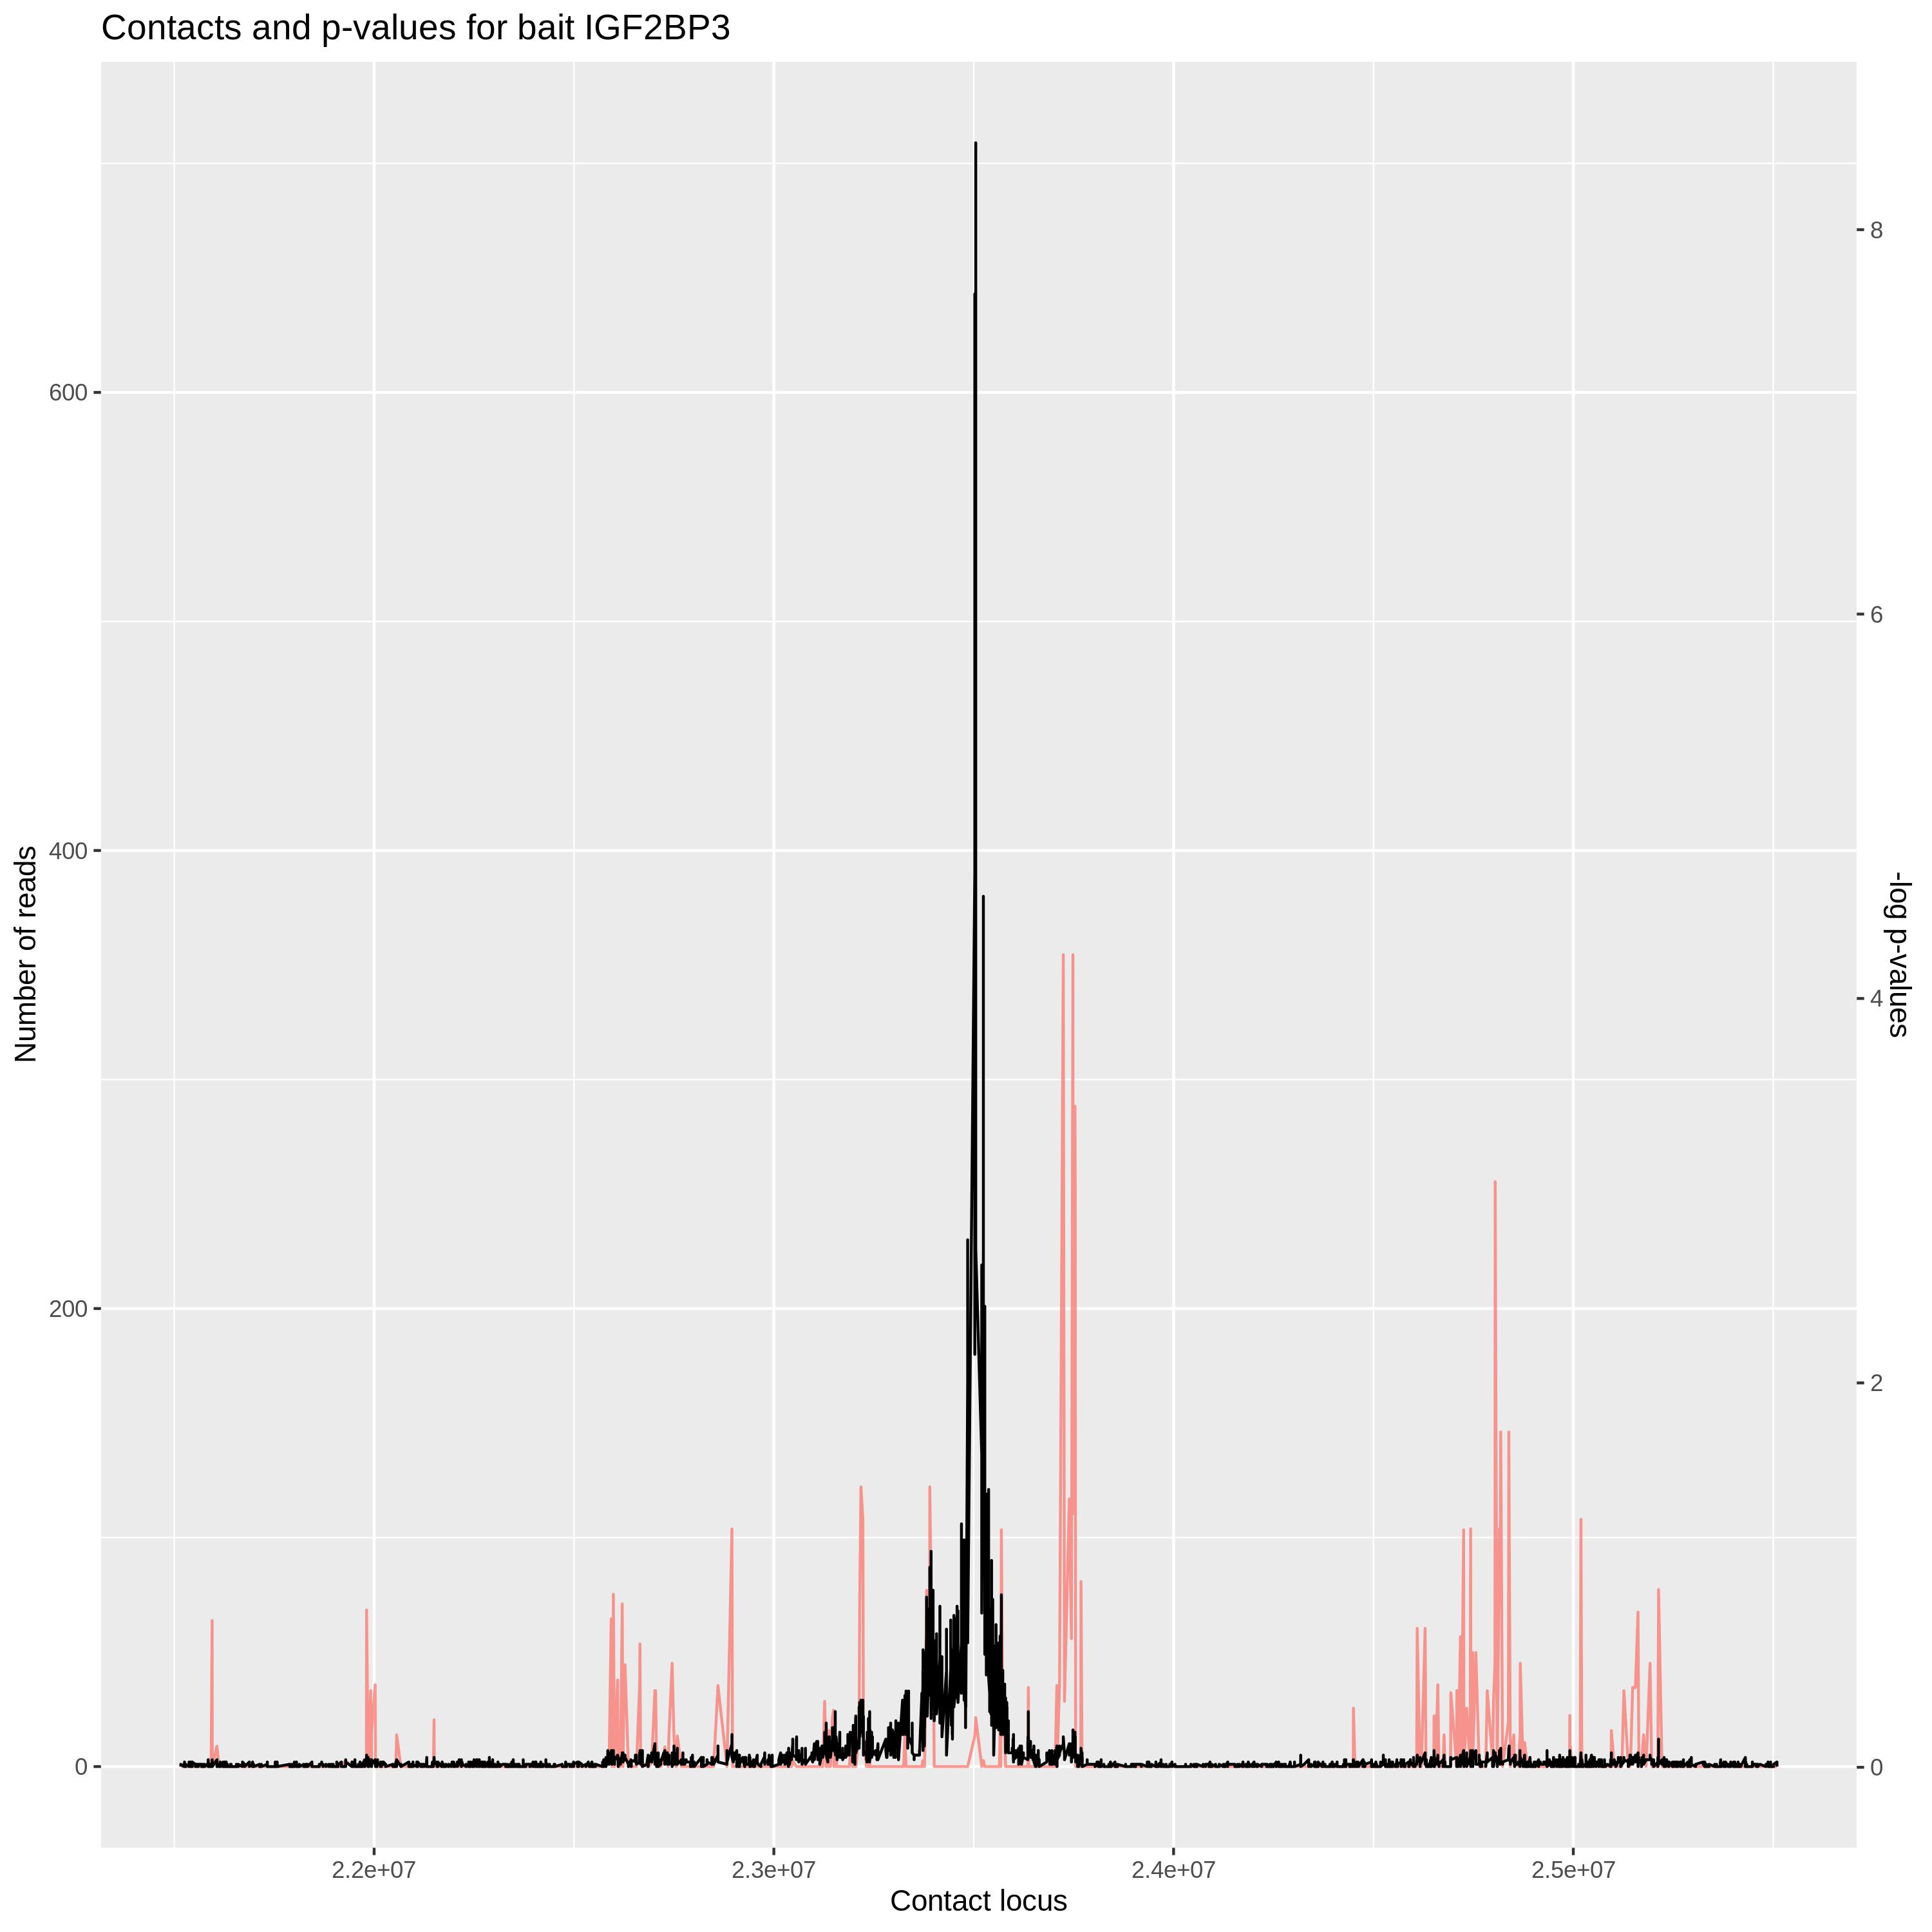 Contacts and p-values for bait IGF2BP3
600
400
200
0
Number of reads
8
6
4
2
0
-log p-values
2.2e+07
2.3e+07
2.4e+07
2.5e+07
Contact locus